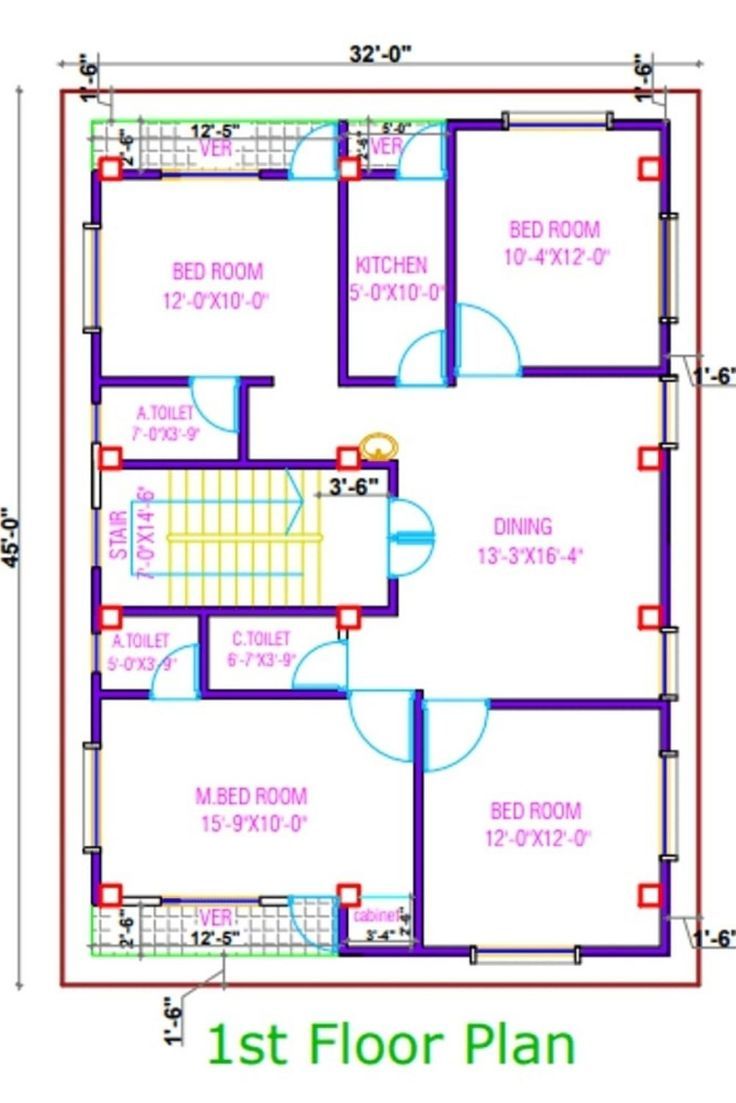 32'-0"
1'-6"
1'-6"
12'-5"
VER
2'-6"
5'-0"
VER
2'-6"
BED ROOM
10'-4"X12'-0"
BED ROOM
12'-0"X10'-0"
KITCHEN
5'-0"X10'-0"
1'-6"
A.TOILET
7'-0"X3'-9"
3'-6"
STAIR
7'-0"X14'-6"
DINING
13'-3"X16'-4"
45'-0"
A.TOILET
5'-0"X3'-9"
C.TOILET
6'-7"X3'-9"
M.BED ROOM
15'-9"X10'-0"
BED ROOM
12'-0"X12'-0"
VER
12'-5"
2'-6"
cabinet
3'-4"
2'-6"
1'-6"
1'-6"
1st Floor Plan